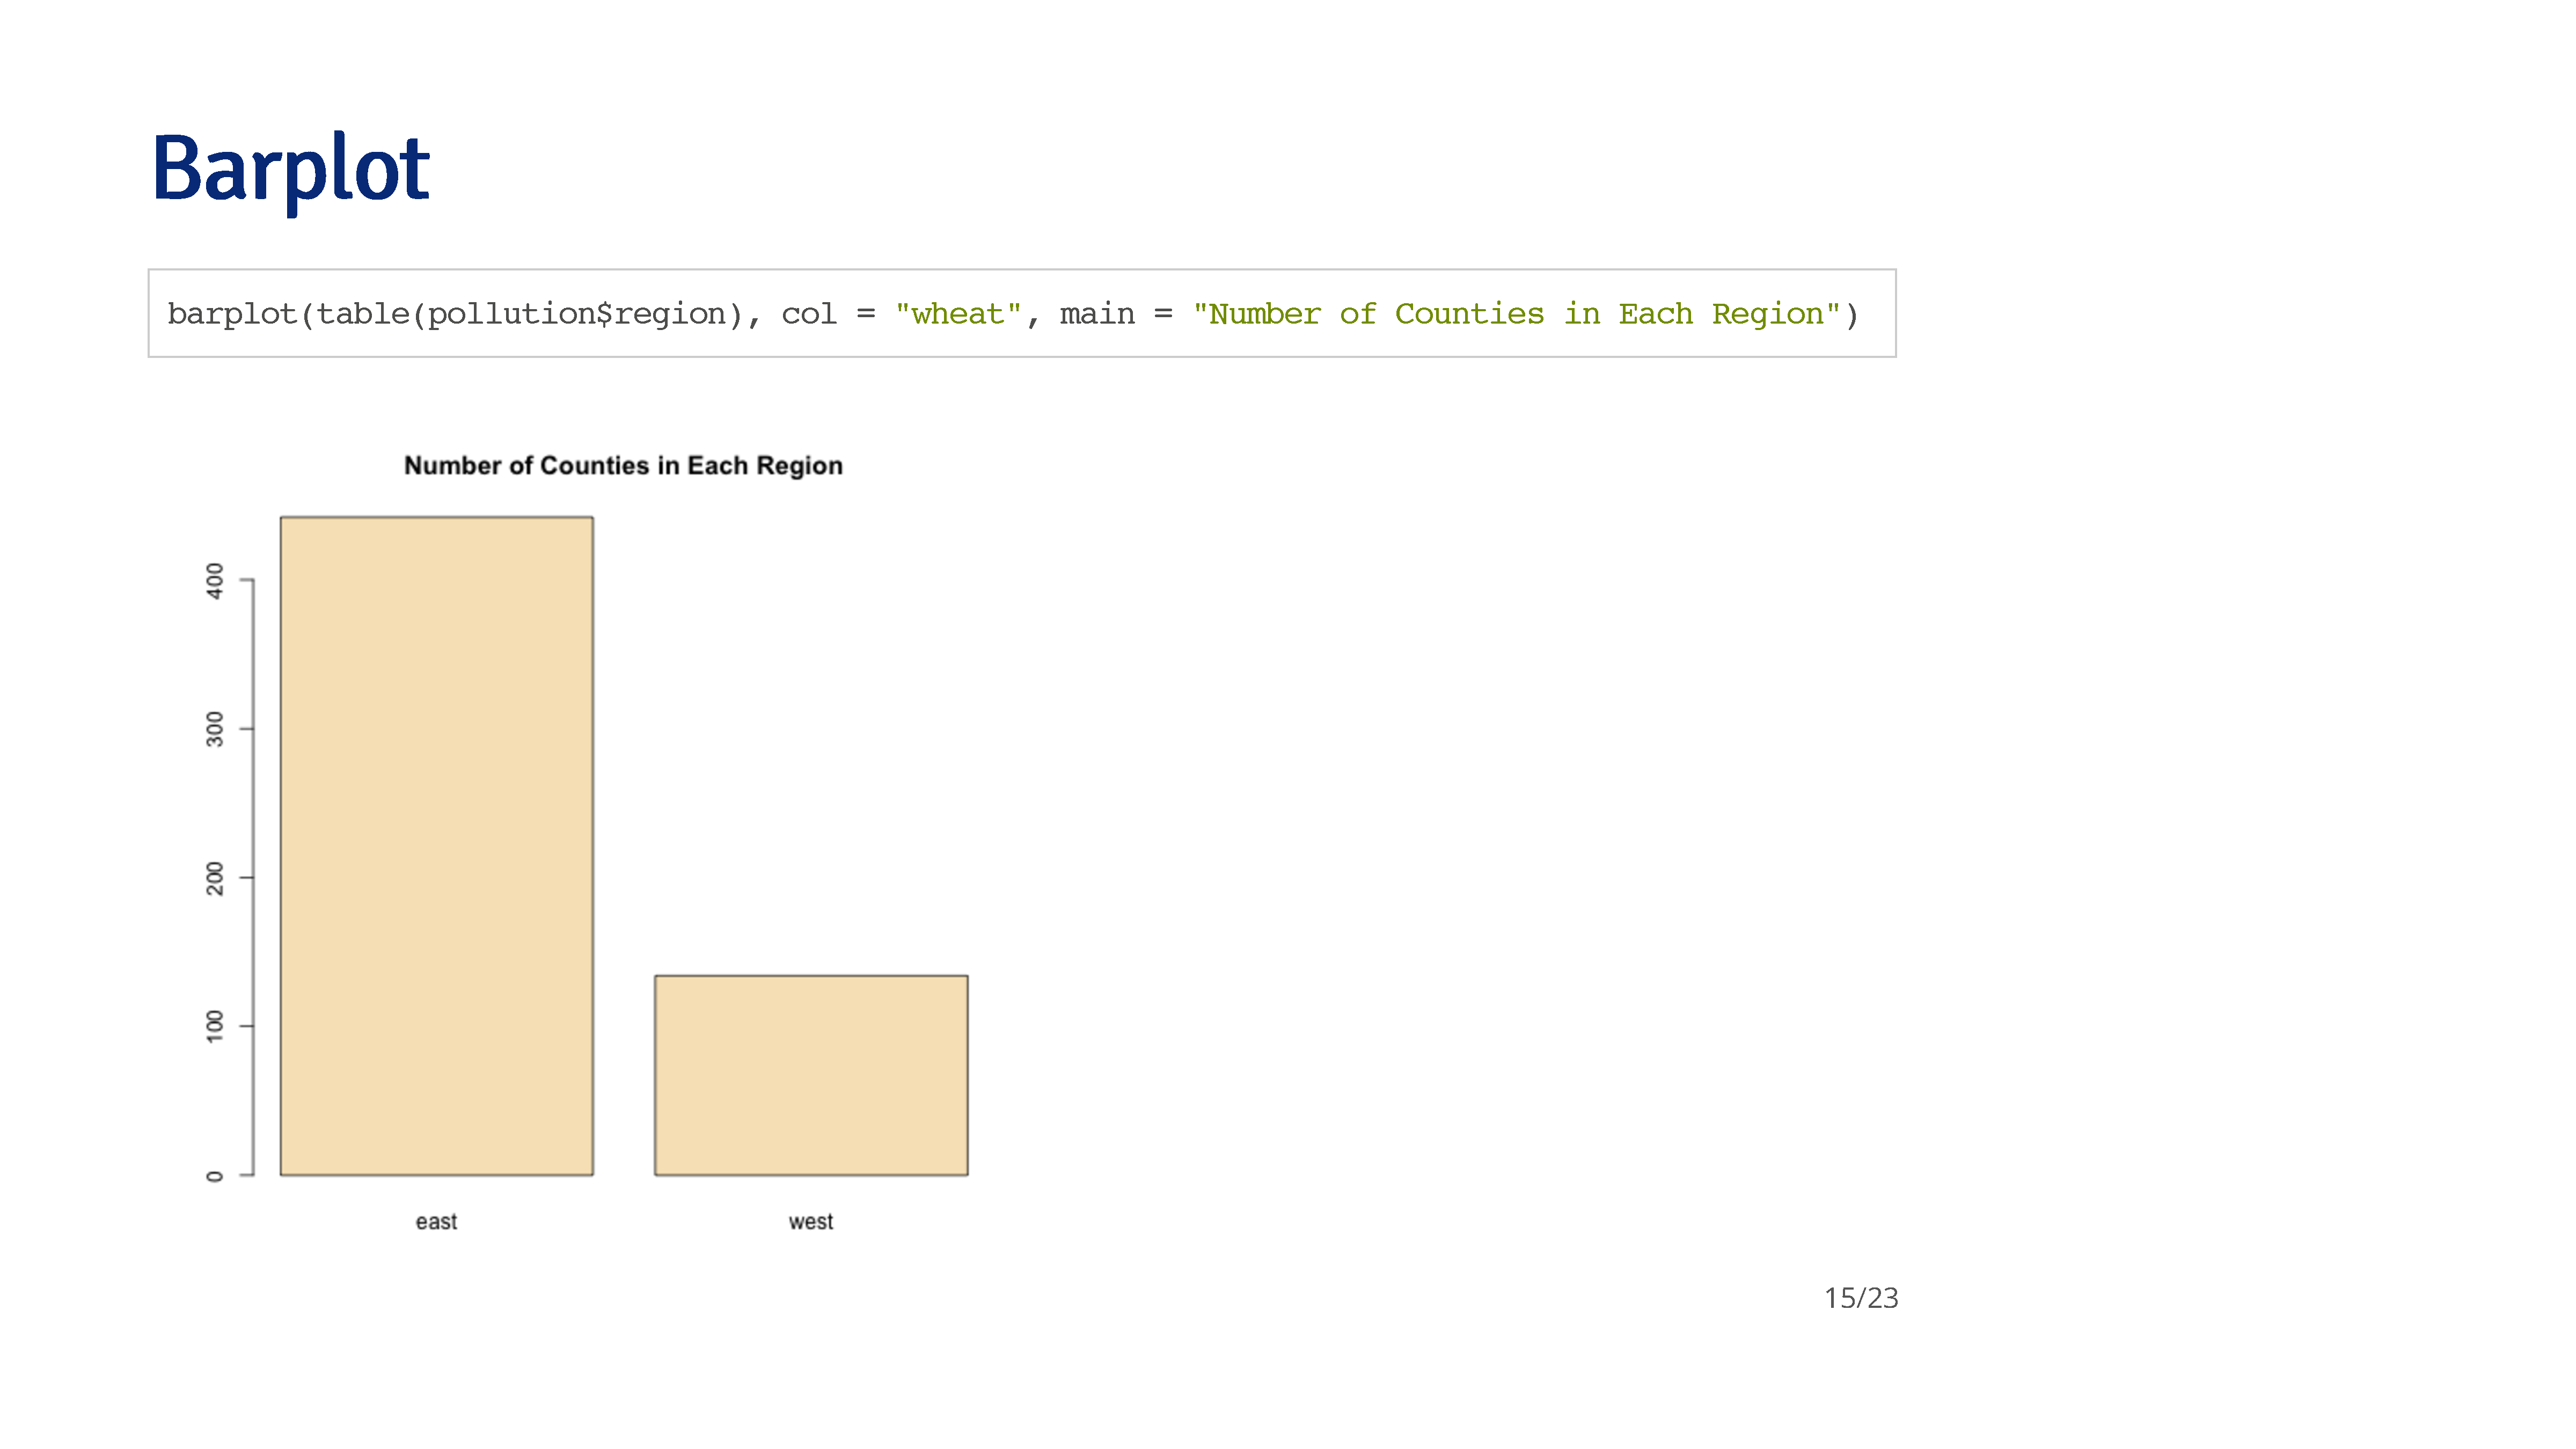 Barplot
barplot(table(pollution$region), col = "wheat", main = "Number of Counties in Each Region")
Number of Counties in Each Region
400
300
200
100
0
east west
15/23